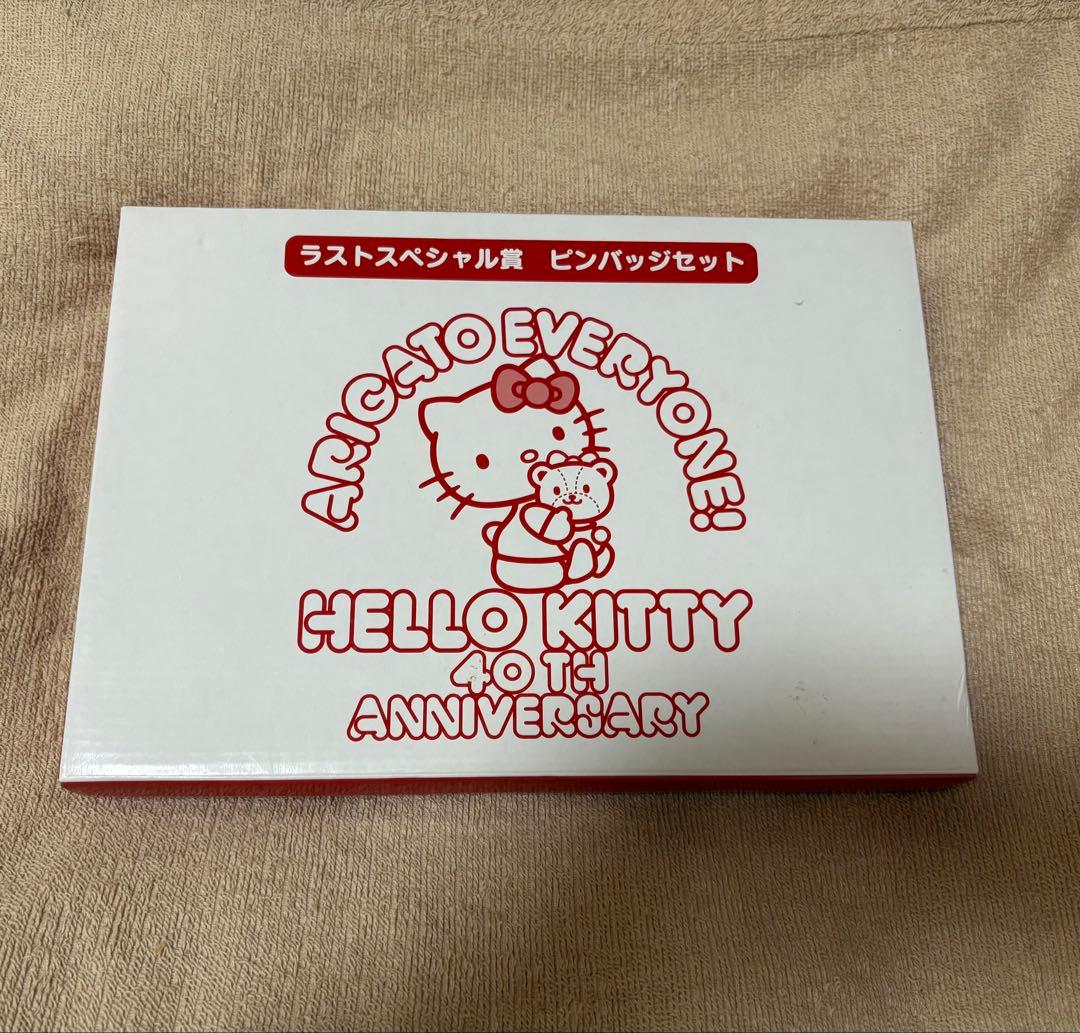 ラストスペシャル賞　ピンバッジセット
ARIGATO EVERYONE!
HELLO KITTY
40TH
ANNIVERSARY